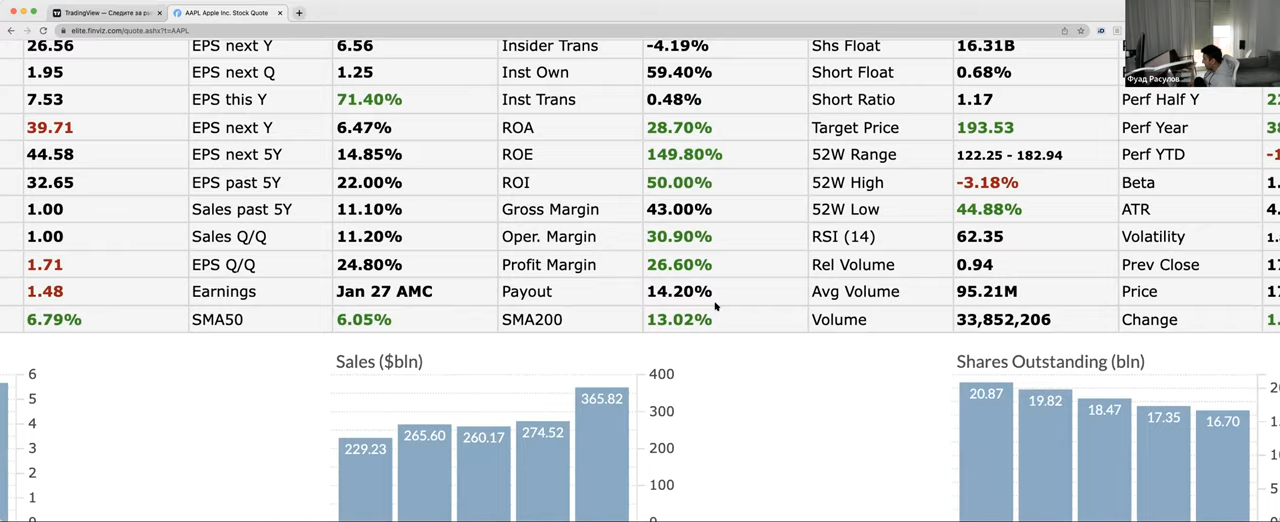 TradingView — Следите за ры
AAPL Apple Inc. Stock Quote
elite.finviz.com/quote.ashx?t=AAPL
Фуад Расулов
26.56 EPS next Y 6.56 Insider Trans -4.19% Shs Float 16.31B
1.95 EPS next Q 1.25 Inst Own 59.40% Short Float 0.68%
7.53 EPS this Y 71.40% Inst Trans 0.48% Short Ratio 1.17 Perf Half Y
39.71 EPS next Y 6.47% ROA 28.70% Target Price 193.53 Perf Year
44.58 EPS next 5Y 14.85% ROE 149.80% 52W Range 122.25 - 182.94 Perf YTD
32.65 EPS past 5Y 22.00% ROI 50.00% 52W High -3.18% Beta 1.
1.00 Sales past 5Y 11.10% Gross Margin 43.00% 52W Low 44.88% ATR 4.
1.00 Sales Q/Q 11.20% Oper. Margin 30.90% RSI (14) 62.35 Volatility 1.
1.71 EPS Q/Q 24.80% Profit Margin 26.60% Rel Volume 0.94 Prev Close 17
1.48 Earnings Jan 27 AMC Payout 14.20% Avg Volume 95.21M Price 17
6.79% SMA50 6.05% SMA200 13.02% Volume 33,852,206 Change 1.
Sales ($bln) Shares Outstanding (bln)
6 400
5 300
4 200
3 100
2
1
229.23 265.60 260.17 274.52 365.82
20.87 19.82 18.47 17.35 16.70